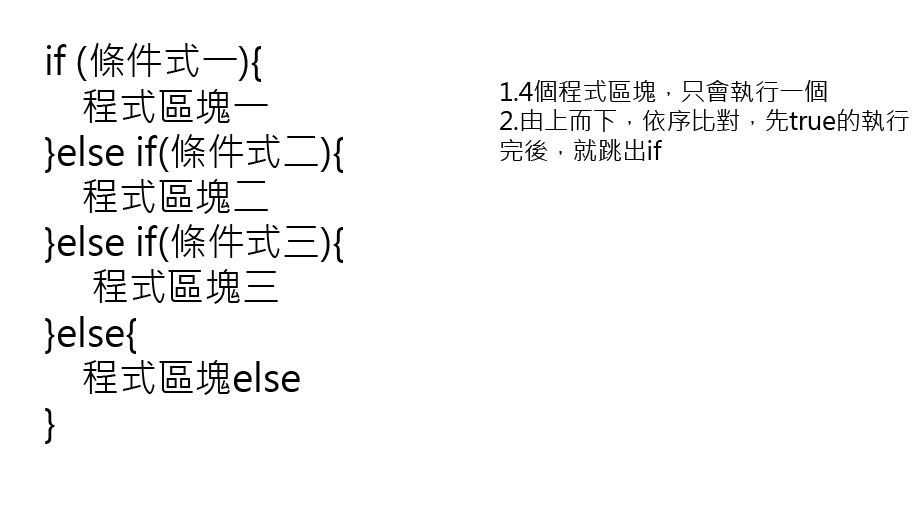 if (條件式一){
程式區塊一
}else if(條件式二){
程式區塊二
}else if(條件式三){
程式區塊三
}else{
程式區塊else
}
1.4個程式區塊，只會執行一個
2.由上而下，依序比對，先true的執行
完後，就跳出if